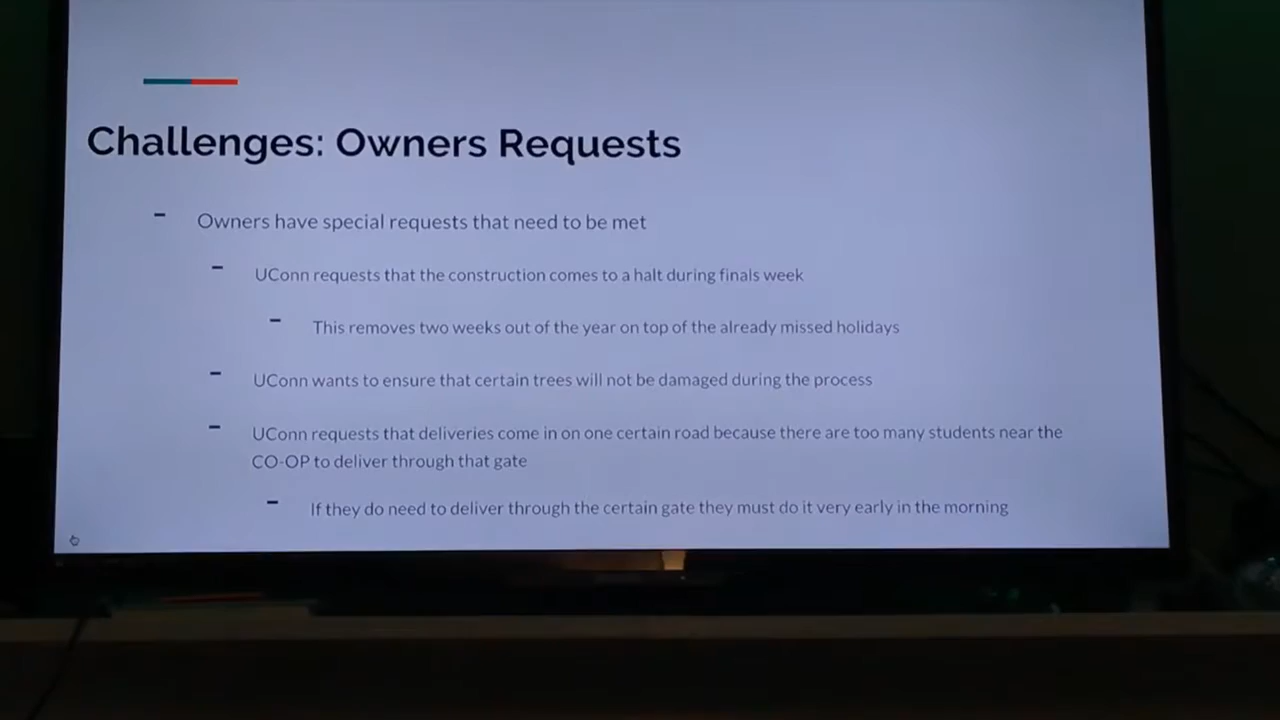 Challenges: Owners Requests
- Owners have special requests that need to be met
- UConn requests that the construction comes to a halt during finals week
- This removes two weeks out of the year on top of the already missed holidays
- UConn wants to ensure that certain trees will not be damaged during the process
- UConn requests that deliveries come in on one certain road because there are too many students near the
CO-OP to deliver through that gate
- If they do need to deliver through the certain gate they must do it very early in the morning